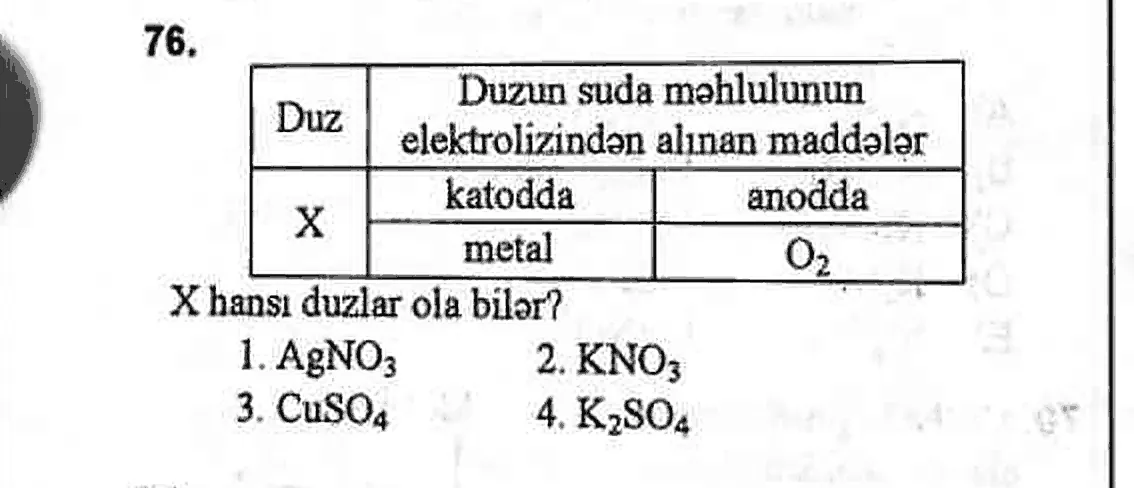 76.
Duz
Duzun suda məhlulunun
elektrolizindən alınan maddələr
X
katodda
anodda
metal
O₂
X hansı duzlar ola bilər?
1. AgNO₃ 2. KNO₃
3. CuSO₄ 4. K₂SO₄